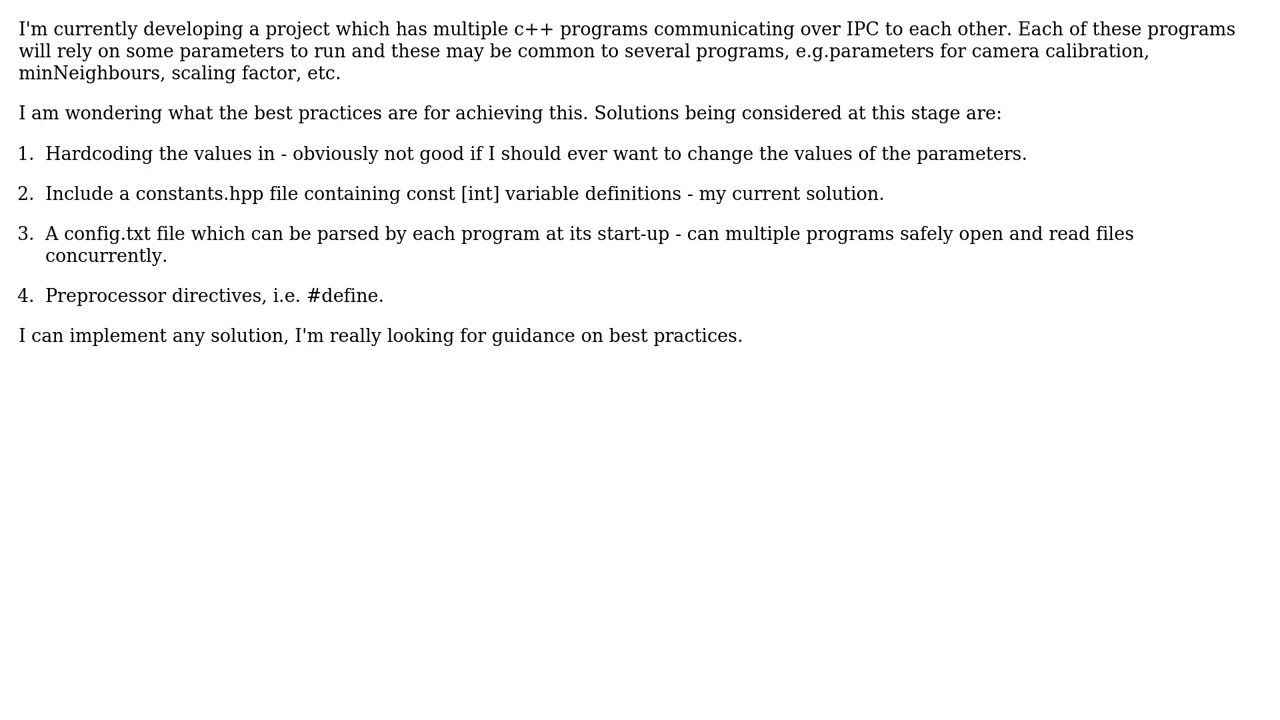 I'm currently developing a project which has multiple c++ programs communicating over IPC to each other. Each of these programs
will rely on some parameters to run and these may be common to several programs, e.g.parameters for camera calibration,
minNeighbours, scaling factor, etc.
I am wondering what the best practices are for achieving this. Solutions being considered at this stage are:
1. Hardcoding the values in - obviously not good if I should ever want to change the values of the parameters.
2. Include a constants.hpp file containing const [int] variable definitions - my current solution.
3. A config.txt file which can be parsed by each program at its start-up - can multiple programs safely open and read files
concurrently.
4. Preprocessor directives, i.e. #define.
I can implement any solution, I'm really looking for guidance on best practices.